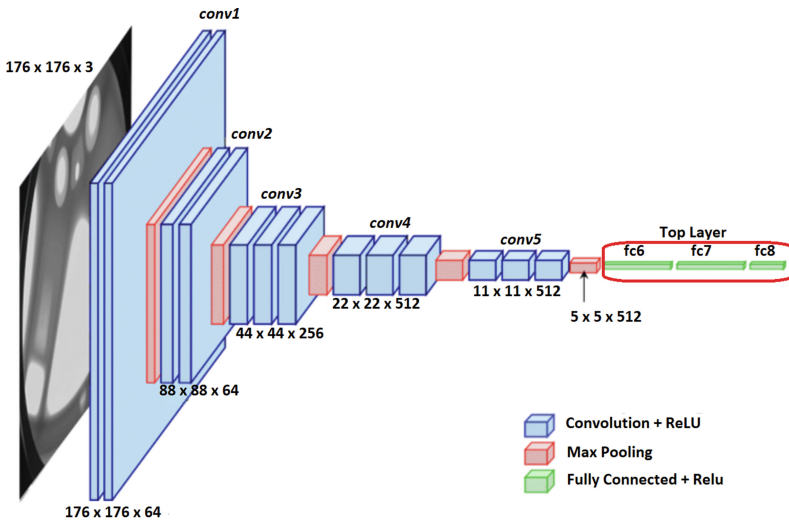 conv1
176 x 176 x 3
conv2
conv3
conv4
conv5
Top Layer
fc6 fc7 fc8
11 x 11 x 512
22 x 22 x 512
5 x 5 x 512
44 x 44 x 256
88 x 88 x 64
176 x 176 x 64
Convolution + ReLU
Max Pooling
Fully Connected + Relu